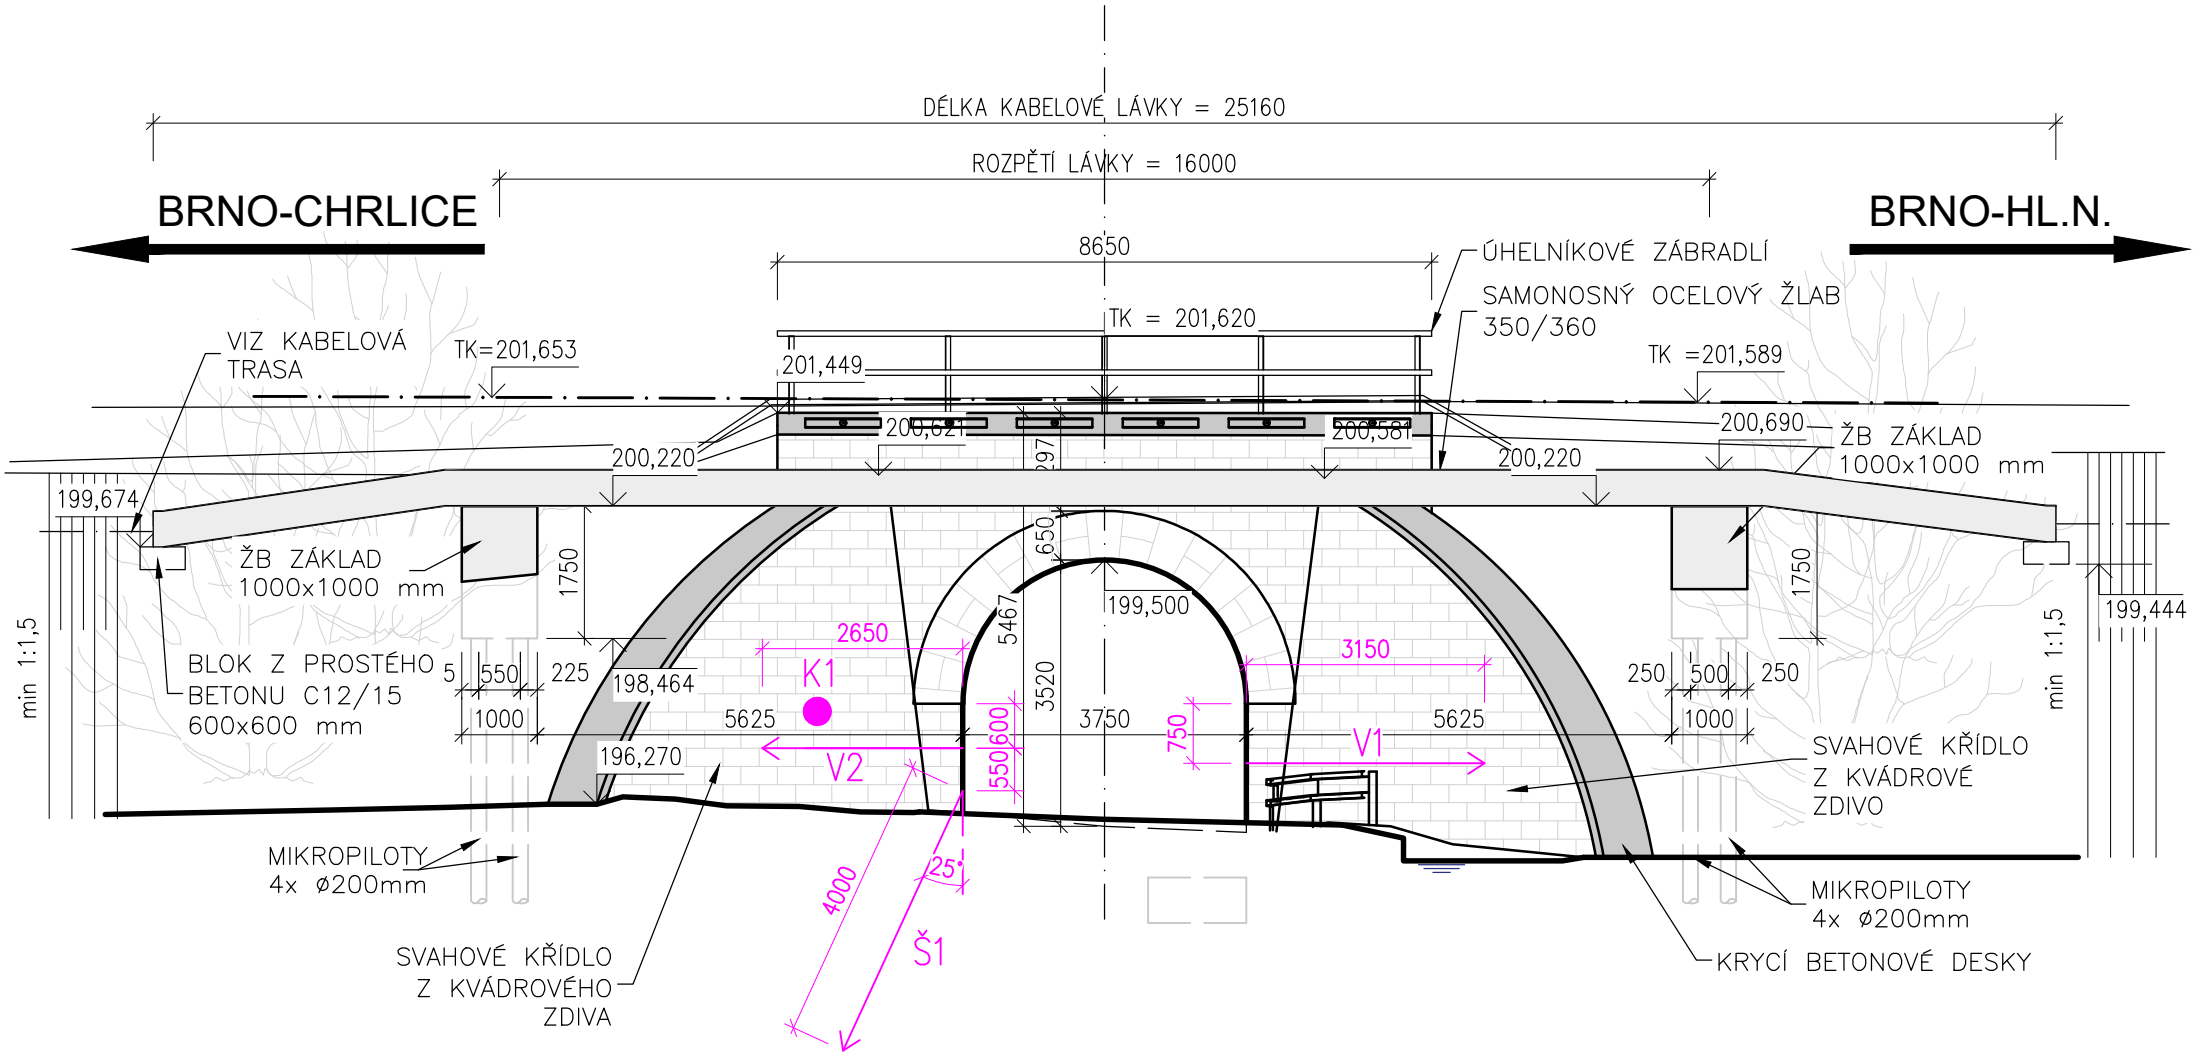 DÉLKA KABELOVÉ LÁVKY = 25160
ROZPĚTÍ LÁVKY = 16000
BRNO-CHRLICE
BRNO-HL.N.
8650
ÚHELNÍKOVÉ ZÁBRADLÍ
SAMONOSNÝ OCELOVÝ ŽLAB
350/360
TK = 201,620
VIZ KABELOVÁ
TRASA
TK=201,653
201,449
TK =201,589
200,621
200,581
200,690
ŽB ZÁKLAD
1000x1000 mm
200,220
297
200,220
199,674
650
ŽB ZÁKLAD
1000x1000 mm
1750
1750
199,500
5467
199,444
min 1:1,5
min 1:1,5
2650
3150
BLOK Z PROSTÉHO
BETONU C12/15
600x600 mm
5
550
225
198,464
K1
3520
250
500
250
1000
5625
600
3750
750
5625
1000
V1
V2
550
196,270
SVAHOVÉ KŘÍDLO
Z KVÁDROVÉ
ZDIVO
MIKROPILOTY
4x ø200mm
4000
25°
MIKROPILOTY
4x ø200mm
Š1
SVAHOVÉ KŘÍDLO
Z KVÁDROVÉHO
ZDIVA
KRYCÍ BETONOVÉ DESKY